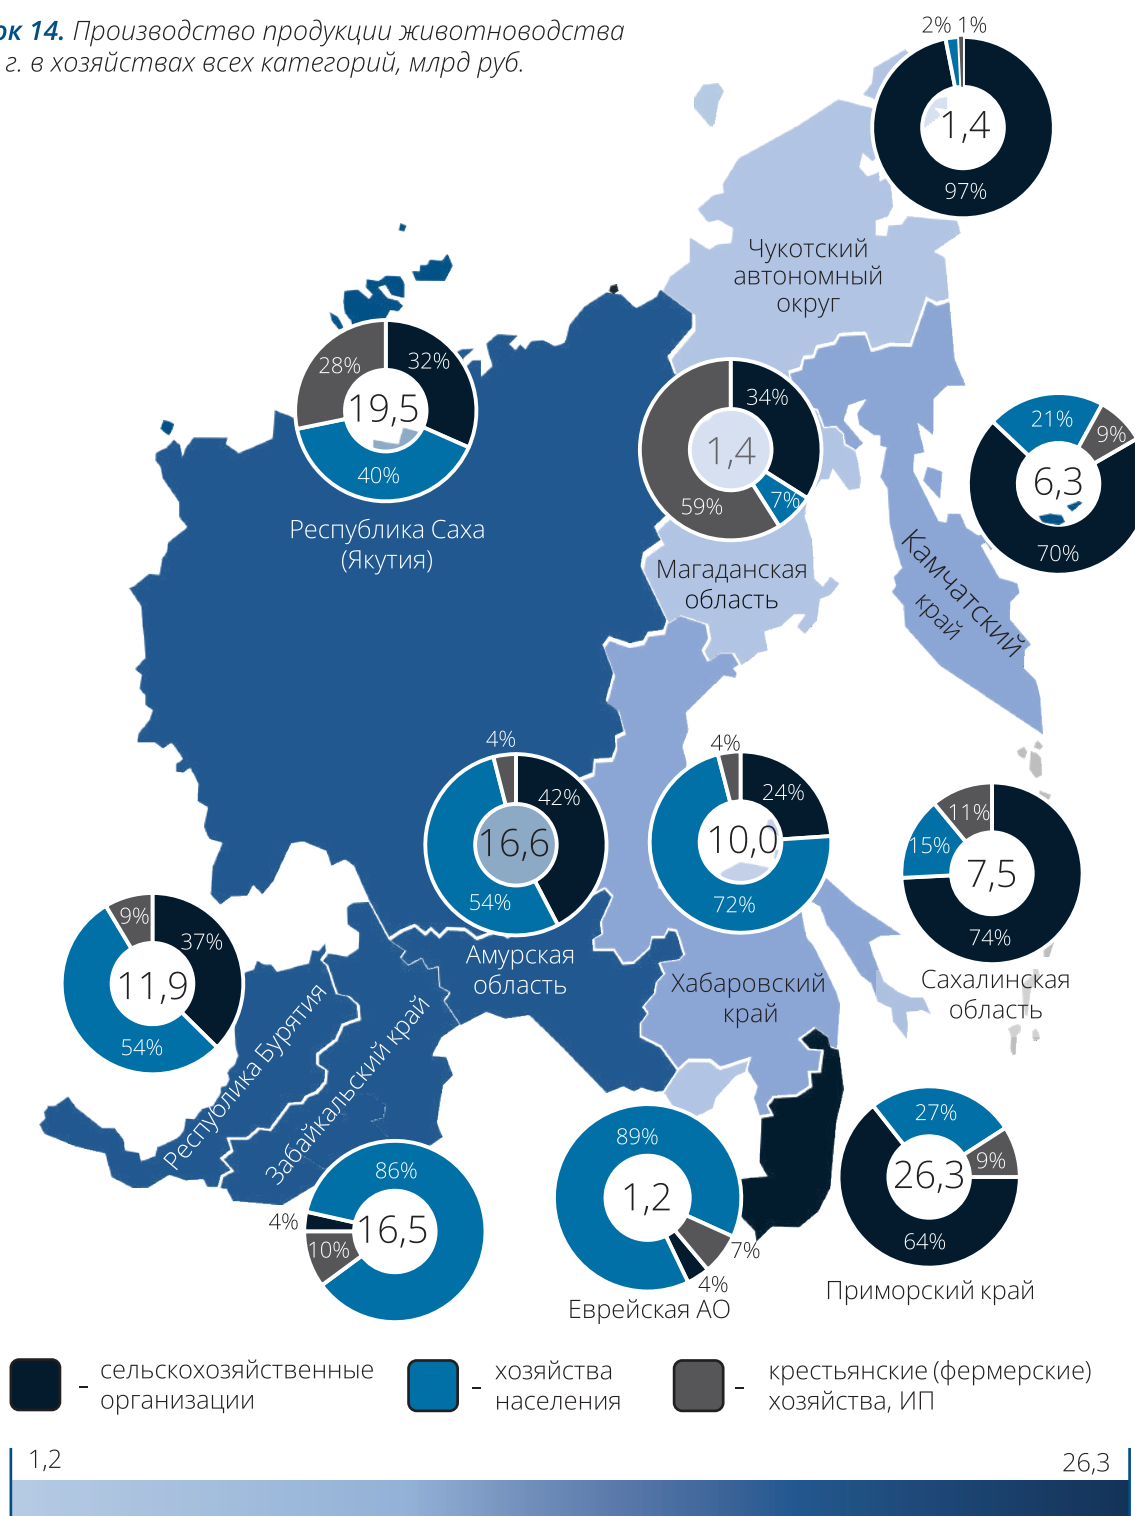 ок 14. Производство продукции животноводства
г. в хозяйствах всех категорий, млрд руб.
2% 1%
1,4
97%
Чукотский
автономный
округ
28%
32%
19,5
40%
Республика Саха
(Якутия)
34%
1,4
7%
59%
Магаданская
область
21%
9%
6,3
70%
Камчатский
край
4%
42%
16,6
54%
Амурская
область
4%
24%
10,0
72%
Хабаровский
край
11%
15%
7,5
74%
Сахалинская
область
9%
37%
11,9
54%
Республика Бурятия
Забайкальский край
86%
4%
16,5
10%
89%
1,2
7%
4%
Еврейская АО
27%
9%
26,3
64%
Приморский край
- сельскохозяйственные
организации
- хозяйства
населения
- крестьянские (фермерские)
хозяйства, ИП
1,2
26,3